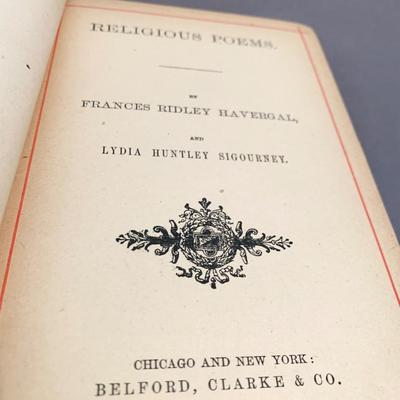 RELIGIOUS POEMS.
BY
FRANCES RIDLEY HAVERGAL,
AND
LYDIA HUNTLEY SIGOURNEY.
CHICAGO AND NEW YORK:
BELFORD, CLARKE & CO.